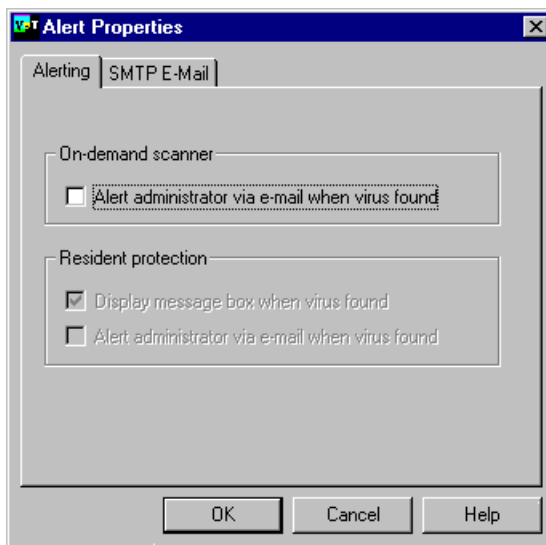 VET Alert Properties
Alerting SMTP E-Mail
On-demand scanner
Alert administrator via e-mail when virus found
Resident protection
Display message box when virus found
Alert administrator via e-mail when virus found
OK Cancel Help